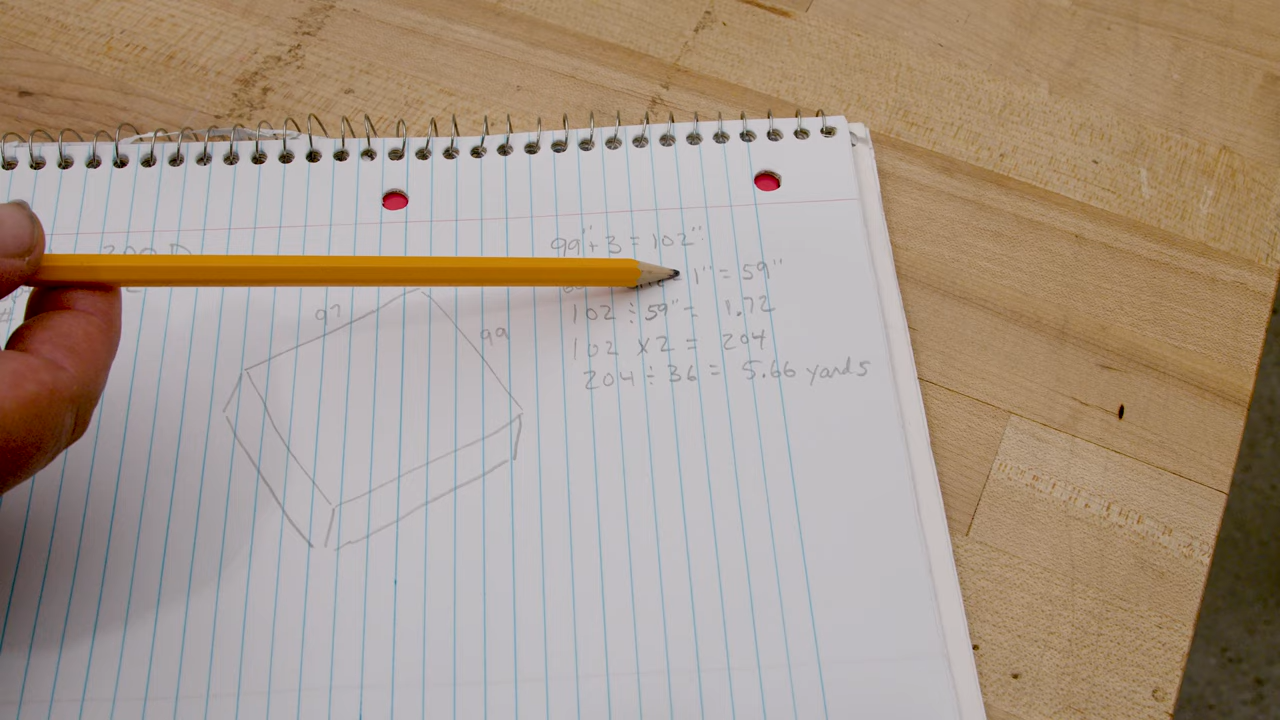 99" + 3 = 102"
1" = 59"
102 ÷ 59" = 1.72
102 x 2 = 204
204 ÷ 36 = 5.66 yards
97
99